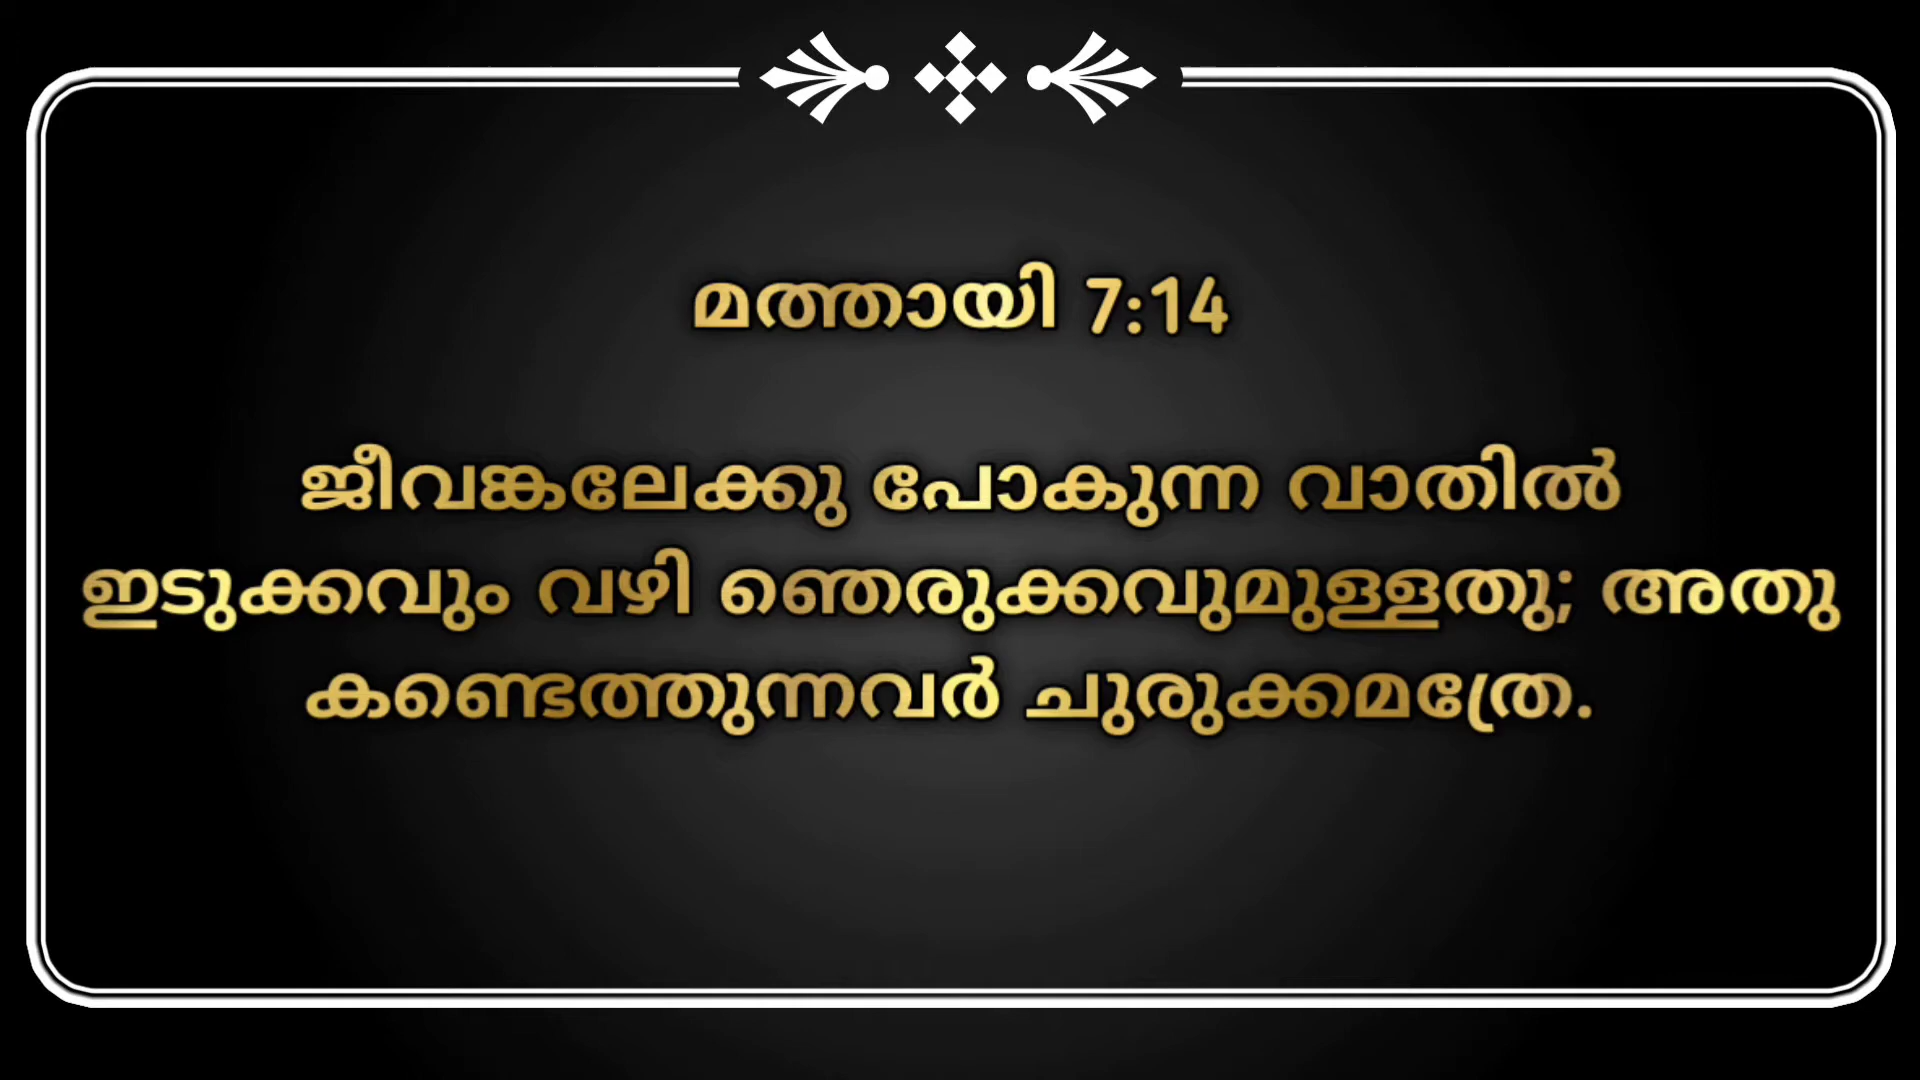 മത്തായി 7:14
ജീവങ്കലേക്കു പോകുന്ന വാതിൽ
ഇടുക്കവും വഴി ഞെരുക്കവുമുള്ളതു; അതു
കണ്ടെത്തുന്നവർ ചുരുക്കമത്രേ.